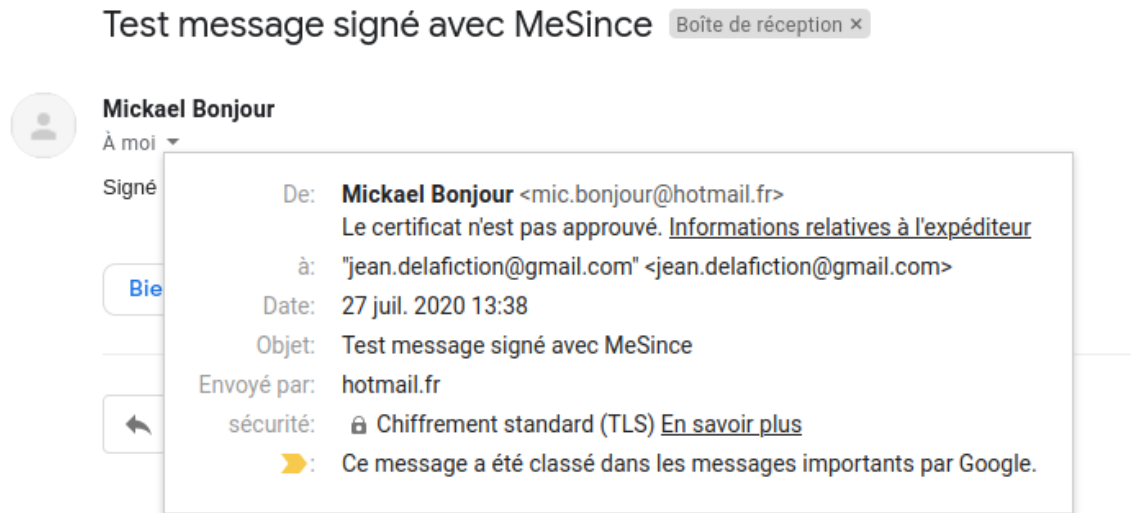 Test message signé avec MeSince Boîte de réception ×
Mickael Bonjour
À moi
Signé
De: Mickael Bonjour <mic.bonjour@hotmail.fr>
Le certificat n'est pas approuvé. Informations relatives à l'expéditeur
à: "jean.delafiction@gmail.com" <jean.delafiction@gmail.com>
Bie
Date: 27 juil. 2020 13:38
Objet: Test message signé avec MeSince
Envoyé par: hotmail.fr
sécurité: Chiffrement standard (TLS) En savoir plus
: Ce message a été classé dans les messages importants par Google.